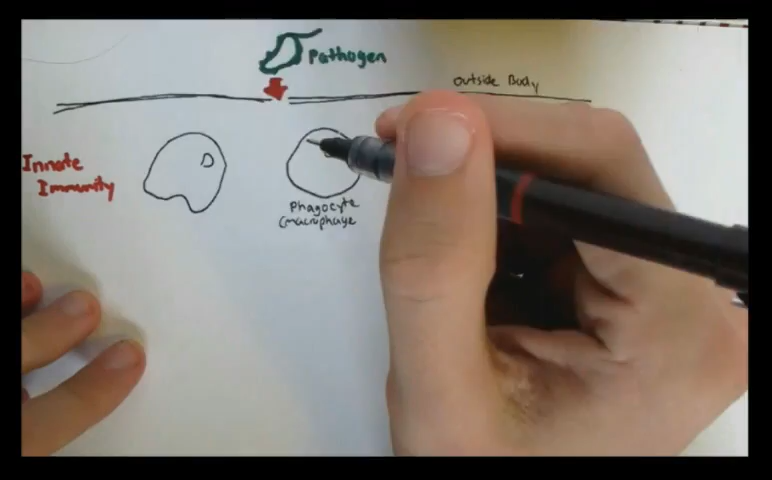 Pathogen
Outside Body
Innate
Immunity
Phagocyte
(macrophage